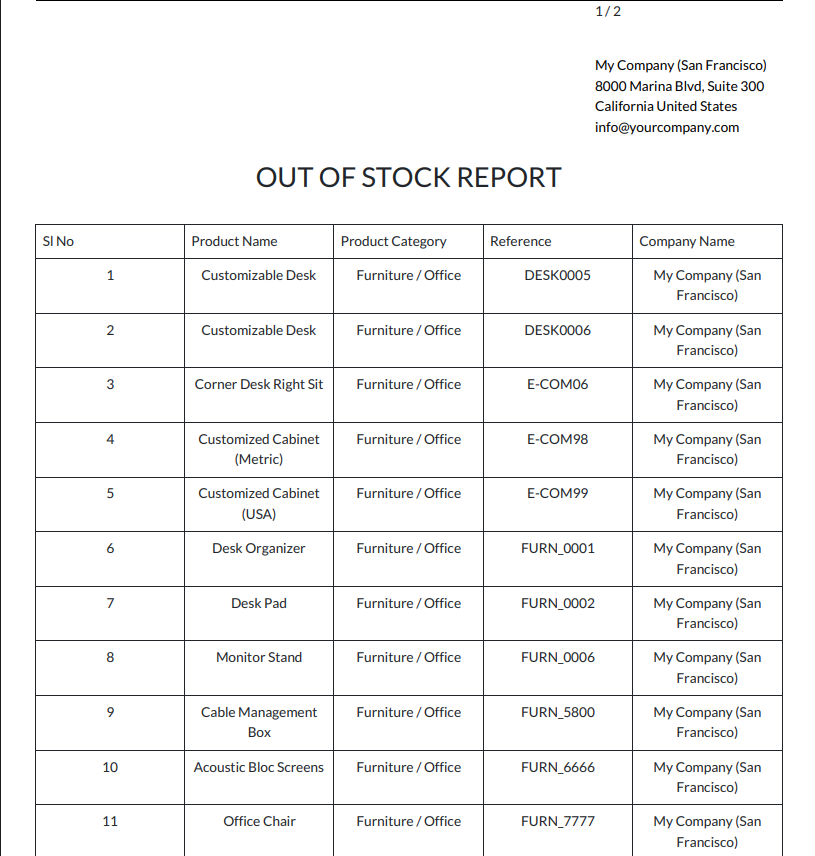 1 / 2
My Company (San Francisco)
8000 Marina Blvd, Suite 300
California United States
info@yourcompany.com
OUT OF STOCK REPORT
Sl No Product Name Product Category Reference Company Name
1 Customizable Desk Furniture / Office DESK0005 My Company (San
Francisco)
2 Customizable Desk Furniture / Office DESK0006 My Company (San
Francisco)
3 Corner Desk Right Sit Furniture / Office E-COM06 My Company (San
Francisco)
4 Customized Cabinet Furniture / Office E-COM98 My Company (San
(Metric) Francisco)
5 Customized Cabinet Furniture / Office E-COM99 My Company (San
(USA) Francisco)
6 Desk Organizer Furniture / Office FURN_0001 My Company (San
Francisco)
7 Desk Pad Furniture / Office FURN_0002 My Company (San
Francisco)
8 Monitor Stand Furniture / Office FURN_0006 My Company (San
Francisco)
9 Cable Management Furniture / Office FURN_5800 My Company (San
Box Francisco)
10 Acoustic Bloc Screens Furniture / Office FURN_6666 My Company (San
Francisco)
11 Office Chair Furniture / Office FURN_7777 My Company (San
Francisco)